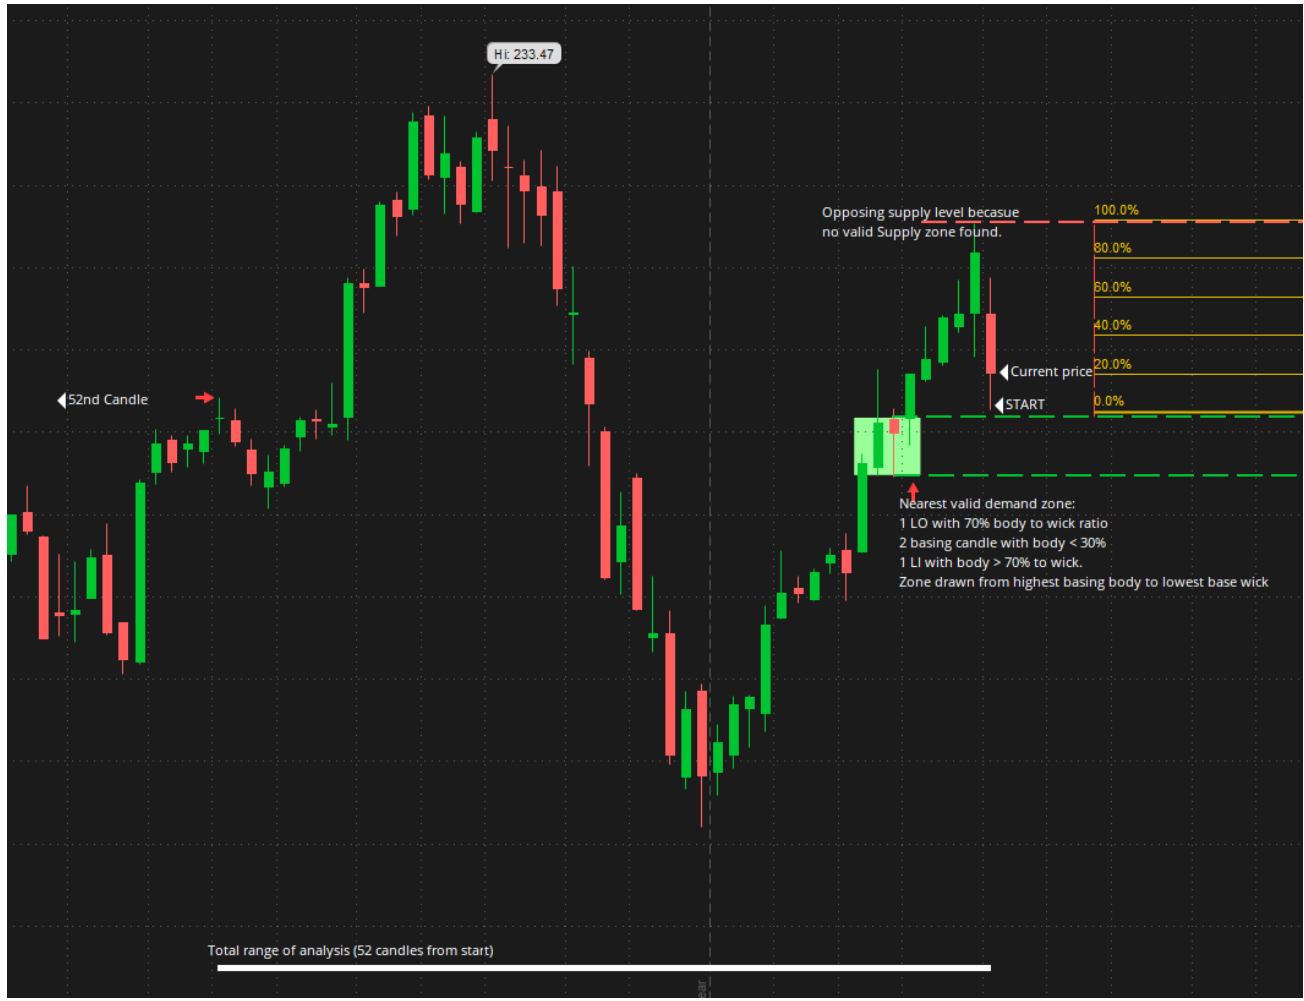 Hi: 233.47
Opposing supply level becasue
no valid Supply zone found.
100.0%
80.0%
60.0%
40.0%
Current price
20.0%
52nd Candle
START
0.0%
Nearest valid demand zone:
1 LO with 70% body to wick ratio
2 basing candle with body < 30%
1 LI with body > 70% to wick.
Zone drawn from highest basing body to lowest base wick
Total range of analysis (52 candles from start)